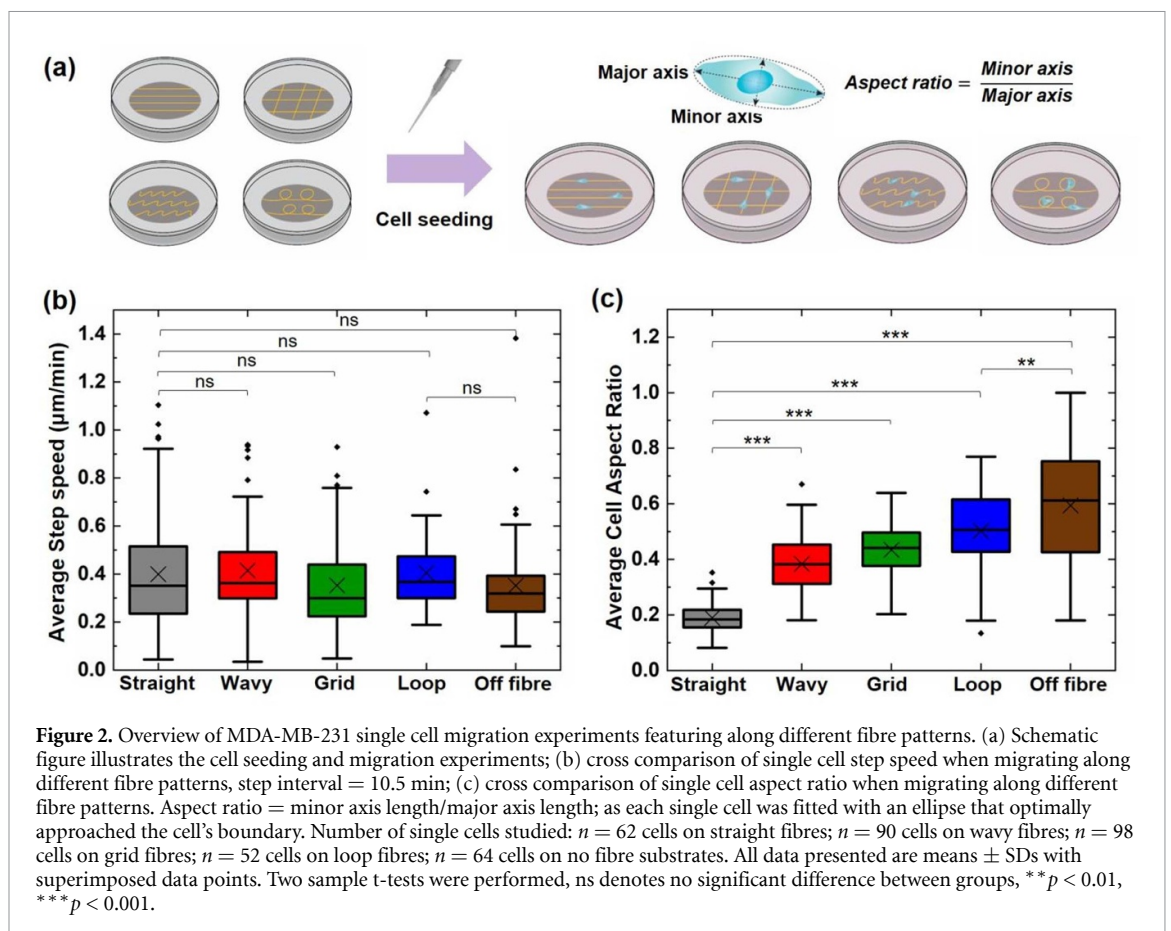 (a)
Major axis
Minor axis
Aspect ratio = Minor axis / Major axis
Cell seeding
(b)
Average Step speed (μm/min)
1.4
1.2
1.0
0.8
0.6
0.4
0.2
0.0
ns
ns
ns
ns
ns
Straight Wavy Grid Loop Off fibre
(c)
Average Cell Aspect Ratio
1.2
1.0
0.8
0.6
0.4
0.2
0.0
***
**
***
***
***
Straight Wavy Grid Loop Off fibre
Figure 2. Overview of MDA-MB-231 single cell migration experiments featuring along different fibre patterns. (a) Schematic
figure illustrates the cell seeding and migration experiments; (b) cross comparison of single cell step speed when migrating along
different fibre patterns, step interval = 10.5 min; (c) cross comparison of single cell aspect ratio when migrating along different
fibre patterns. Aspect ratio = minor axis length/major axis length; as each single cell was fitted with an ellipse that optimally
approached the cell's boundary. Number of single cells studied: n = 62 cells on straight fibres; n = 90 cells on wavy fibres; n = 98
cells on grid fibres; n = 52 cells on loop fibres; n = 64 cells on no fibre substrates. All data presented are means ± SDs with
superimposed data points. Two sample t-tests were performed, ns denotes no significant difference between groups, **p < 0.01,
***p < 0.001.